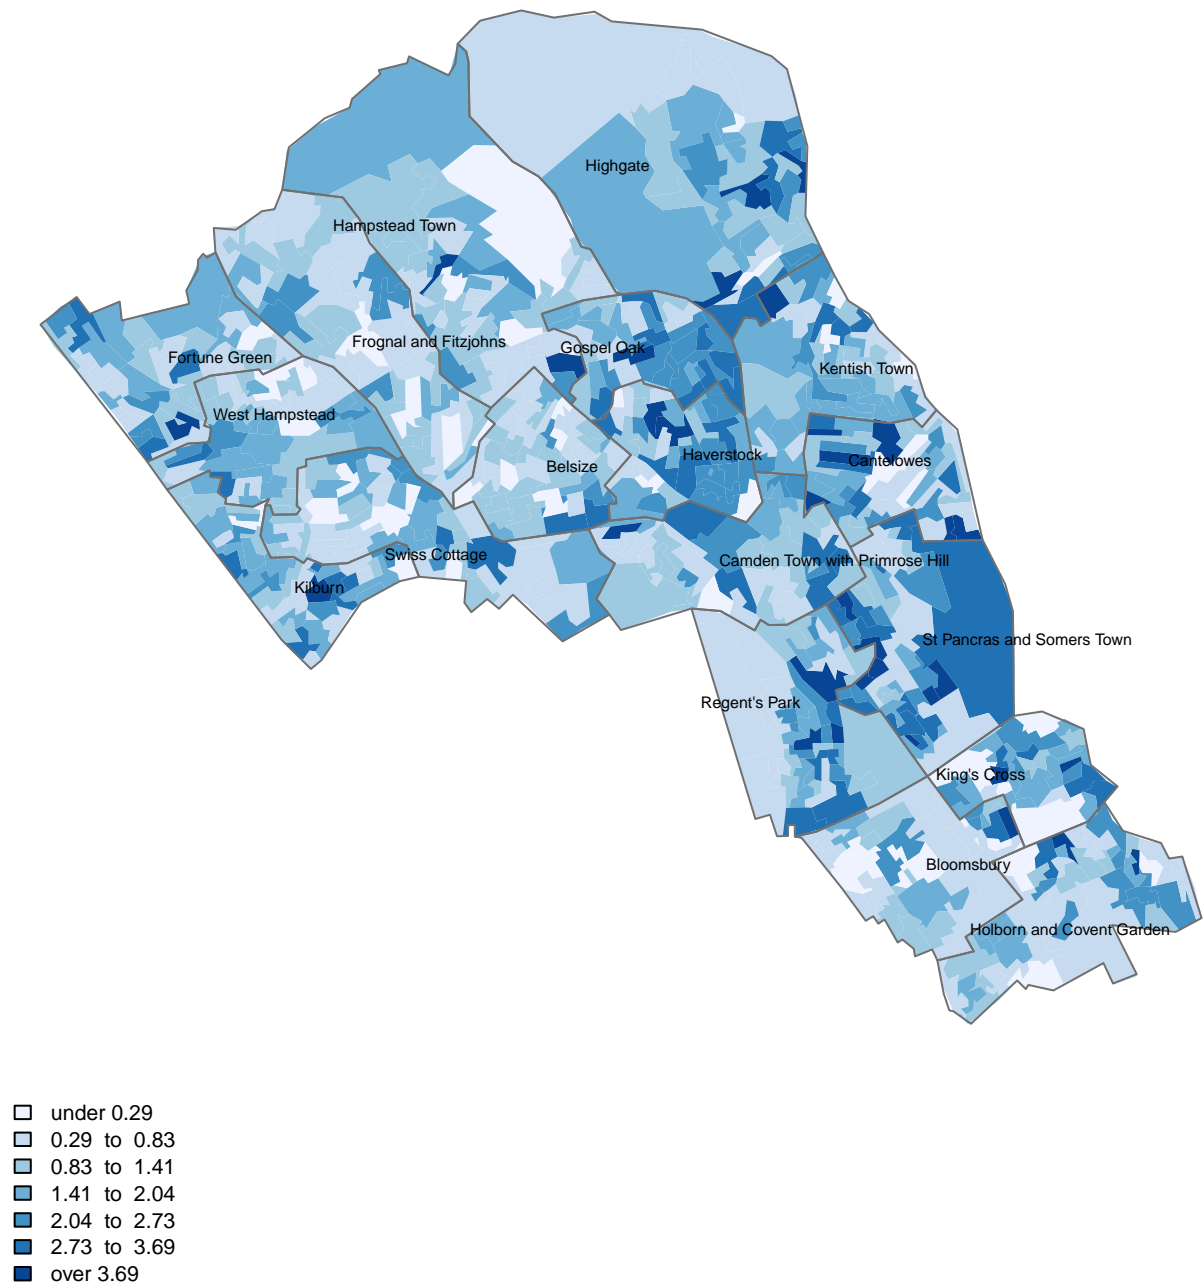 Highgate
Hampstead Town
Frognal and Fitzjohns
Gospel Oak
Fortune Green
Kentish Town
West Hampstead
Haverstock
Cantelowes
Belsize
Swiss Cottage
Camden Town with Primrose Hill
Kilburn
St Pancras and Somers Town
Regent's Park
King's Cross
Bloomsbury
Holborn and Covent Garden
under 0.29
0.29 to 0.83
0.83 to 1.41
1.41 to 2.04
2.04 to 2.73
2.73 to 3.69
over 3.69